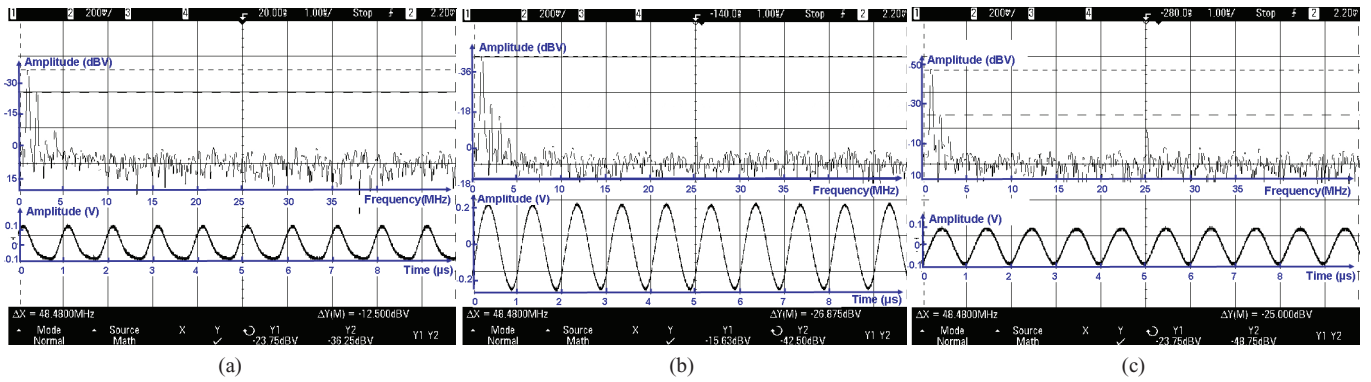 1 2 200▽/ 3 4 20.00s 1.00s/ Stop 2 2.20▽
Amplitude (dBV)
-30
-15
0
15
0 5 10 15 20 25 30 35
Frequency(MHz)
Amplitude (V)
0.1
0
-0.1
0 1 2 3 4 5 6 7 8
Time (µs)
ΔX = 48.4800MHz ΔY(M) = -12.500dBV
Mode Source X Y Y1 Y2 Y1 Y2
Normal Math ✓ -23.75dBV -36.25dBV
(a)
1 2 200▽/ 3 4 -140.0s 1.00s/ Stop 2 2.20▽
Amplitude (dBV)
-36
-18
0
-18
0 5 10 15 20 25 30 35
Frequency(MHz)
Amplitude (V)
0.2
0
0.2
0 1 2 3 4 5 6 7 8
Time (µs)
ΔX = 48.4800MHz ΔY(M) = -26.875dBV
Mode Source X Y Y1 Y2 Y1 Y2
Normal Math ✓ -15.63dBV -42.50dBV
(b)
1 2 200▽/ 3 4 -280.0s 1.00s/ Stop 2 2.20▽
Amplitude (dBV)
50
-30
-10
10
0 5 10 15 20 25 30 35
Frequency(MHz)
Amplitude (V)
0.1
0
-0.1
0 1 2 3 4 5 6 7 8
Time (µs)
ΔX = 48.4800MHz ΔY(M) = -25.000dBV
Mode Source X Y Y1 Y2 Y1 Y2
Normal Math ✓ -23.75dBV -48.75dBV
(c)